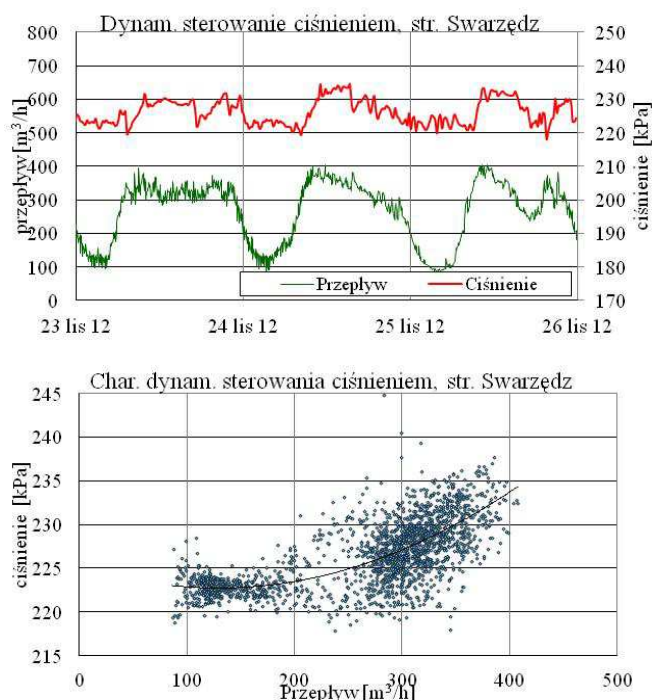 Dynam. sterowanie ciśnieniem, str. Swarzędz
800
700
600
500
400
300
200
100
0
przepływ [m³/h]
250
240
230
220
210
200
190
180
170
ciśnienie [kPa]
Przepływ
Ciśnienie
23 lis 12
24 lis 12
25 lis 12
26 lis 12
Char. dynam. sterowania ciśnieniem, str. Swarzędz
245
240
235
230
225
220
215
ciśnienie [kPa]
0
100
200
300
400
500
Przepływ [m³/h]